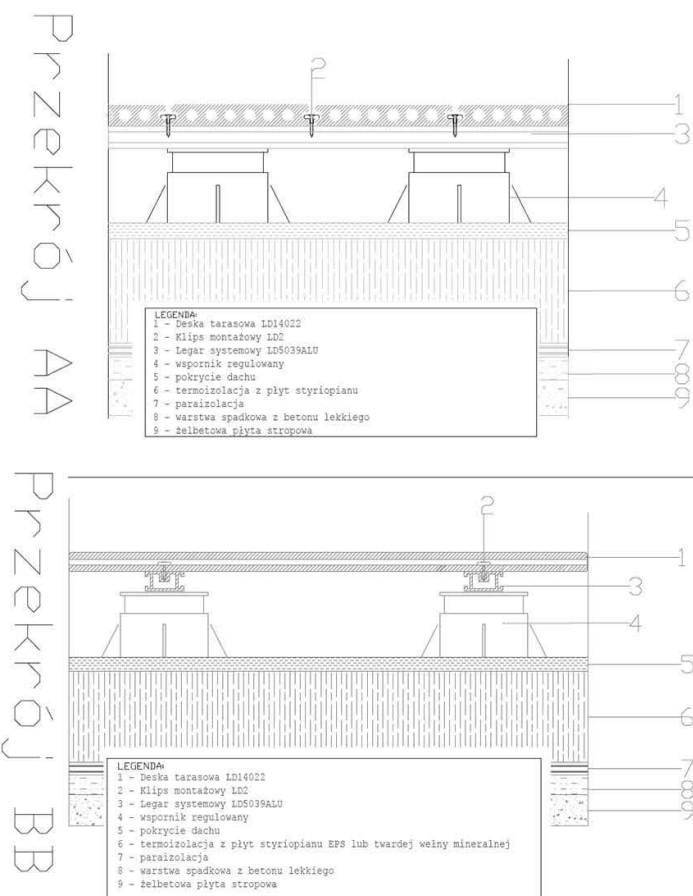 Przekrój AA
2
1
3
4
5
6
7
8
9
LEGENDA:
1 - Deska tarasowa LD14022
2 - Klips montażowy LD2
3 - Legar systemowy LD5039ALU
4 - wspornik regulowany
5 - pokrycie dachu
6 - termoizolacja z płyt styriopianu
7 - paraizolacja
8 - warstwa spadkowa z betonu lekkiego
9 - żelbetowa płyta stropowa
Przekrój BB
2
1
3
4
5
6
7
8
9
LEGENDA:
1 - Deska tarasowa LD14022
2 - Klips montażowy LD2
3 - Legar systemowy LD5039ALU
4 - wspornik regulowany
5 - pokrycie dachu
6 - termoizolacja z płyt styriopianu EPS lub twardej wełny mineralnej
7 - paraizolacja
8 - warstwa spadkowa z betonu lekkiego
9 - żelbetowa płyta stropowa